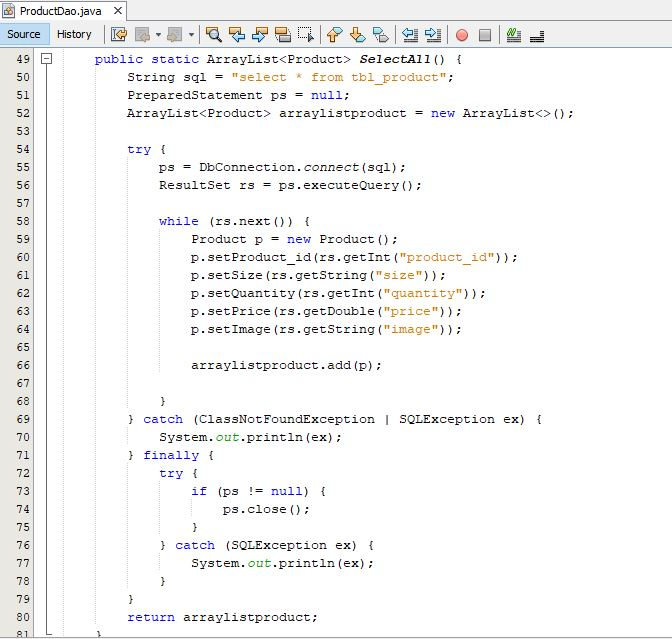 ProductDao.java
Source History
49 public static ArrayList<Product> SelectAll() {
50 String sql = "select * from tbl_product";
51 PreparedStatement ps = null;
52 ArrayList<Product> arraylistproduct = new ArrayList<>();
53
54 try {
55 ps = DbConnection.connect(sql);
56 ResultSet rs = ps.executeQuery();
57
58 while (rs.next()) {
59 Product p = new Product();
60 p.setProduct_id(rs.getInt("product_id"));
61 p.setSize(rs.getString("size"));
62 p.setQuantity(rs.getInt("quantity"));
63 p.setPrice(rs.getDouble("price"));
64 p.setImage(rs.getString("image"));
65
66 arraylistproduct.add(p);
67
68 }
69 } catch (ClassNotFoundException | SQLException ex) {
70 System.out.println(ex);
71 } finally {
72 try {
73 if (ps != null) {
74 ps.close();
75 }
76 } catch (SQLException ex) {
77 System.out.println(ex);
78 }
79 }
80 return arraylistproduct;
81 }